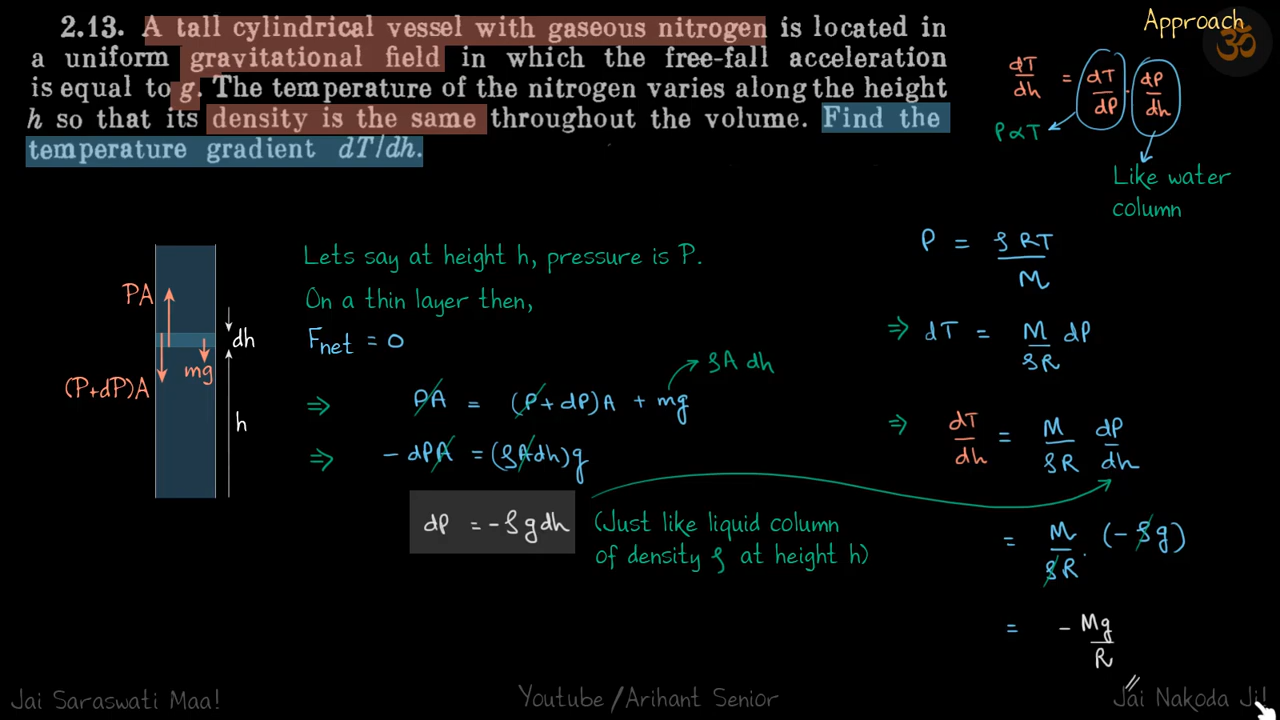 2.13. A tall cylindrical vessel with gaseous nitrogen is located in
a uniform gravitational field in which the free-fall acceleration
is equal to g. The temperature of the nitrogen varies along the height
h so that its density is the same throughout the volume. Find the
temperature gradient dT/dh.
Approach
ॐ
dT/dh = dT/dP · dP/dh
P ∝ T
Like water
column
PA
dh
mg
(P+dP)A
h
Lets say at height h, pressure is P.
On a thin layer then,
Fnet = 0
⇒ PA = (P+dP)A + mg → ρA dh
⇒ - dPA = (ρAdh)g
dP = -ρgdh
(Just like liquid column
of density ρ at height h)
P = ρRT/M
⇒ dT = M/ρR dP
⇒ dT/dh = M/ρR dP/dh
= M/ρR · (-ρg)
= - Mg/R
Jai Saraswati Maa!
Youtube /Arihant Senior
Jai Nakoda Ji!